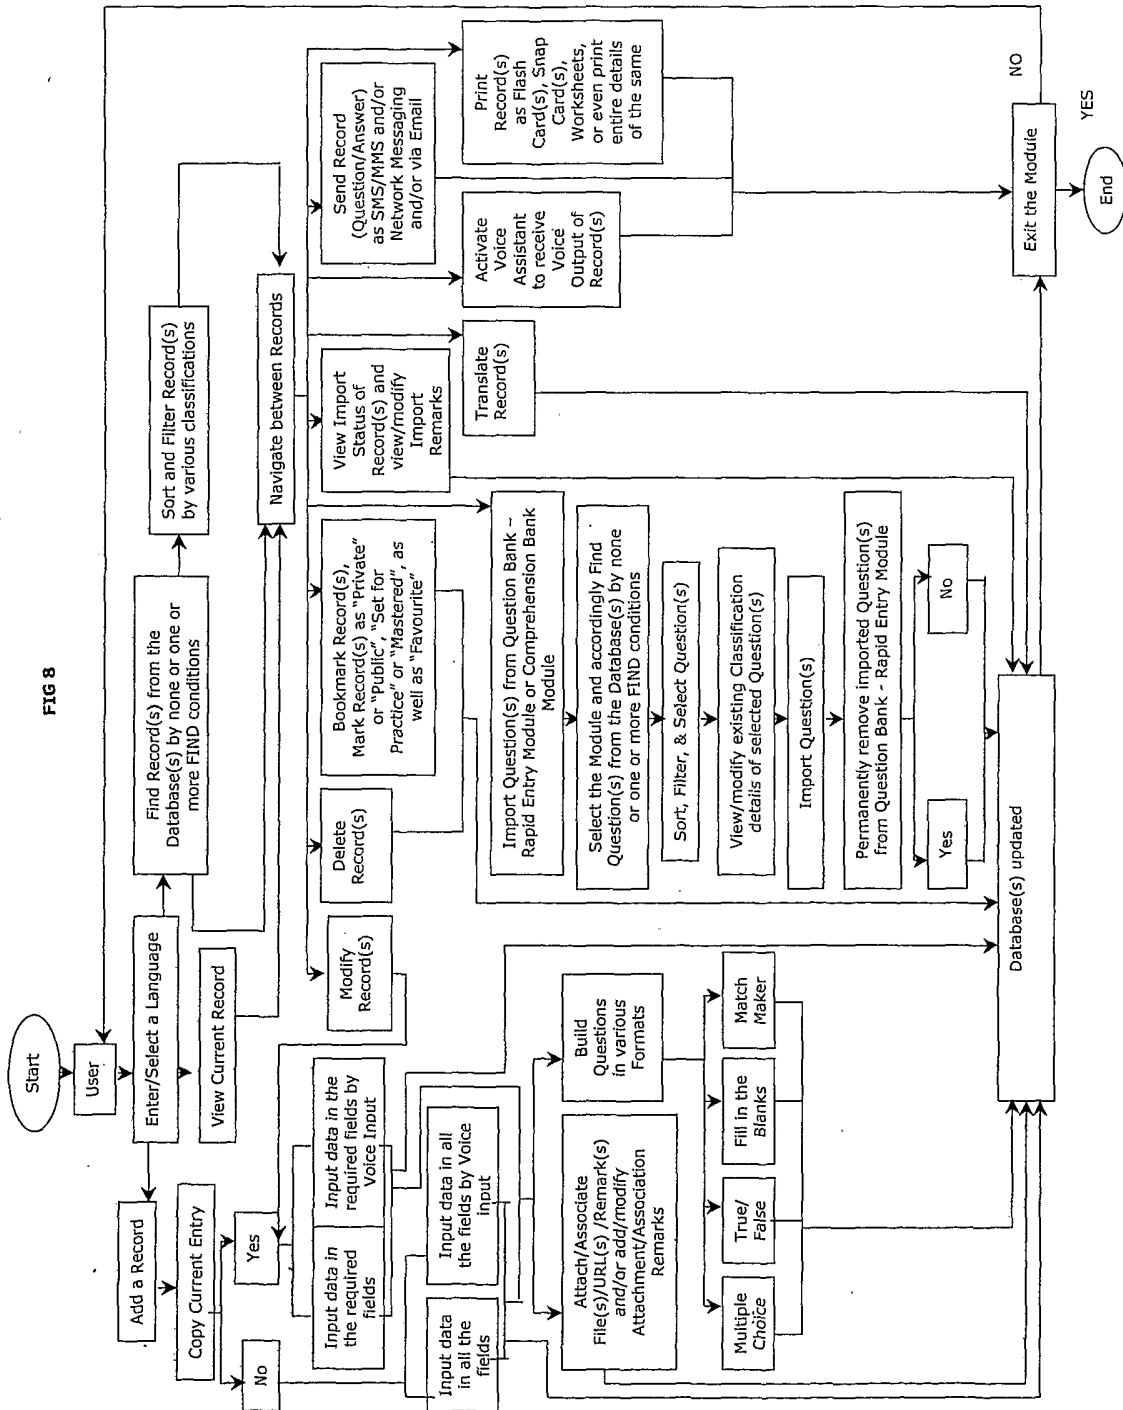 FIG 8
Start
User
Enter/Select a Language
Add a Record
Copy Current Entry
No
Yes
View Current Record
Find Record(s) from the
Database(s) by none or one or
more FIND conditions
Sort and Filter Record(s)
by various classifications
Navigate between Records
Input data in
the required
fields
Input data in the
required fields by
Voice Input
Input data
in all the
fields
Input data in all
the fields by Voice
input
Modify
Record(s)
Delete
Record(s)
Bookmark Record(s),
Mark Record(s) as "Private"
or "Public", "Set for
Practice" or "Mastered", as
well as "Favourite"
View Import
Status of
Record(s) and
view/modify
Import
Remarks
Send Record
(Question/Answer)
as SMS/MMS and/or
Network Messaging
and/or via Email
Translate
Record(s)
Activate
Voice
Assistant
to receive
Voice
Output of
Record(s)
Print
Record(s)
as Flash
Card(s), Snap
Card(s),
Worksheets,
or even print
entire details
of the same
Import Question(s) from Question Bank –
Rapid Entry Module or Comprehension Bank
Module
Select the Module and accordingly Find
Question(s) from the Database(s) by none
or one or more FIND conditions
Sort, Filter, & Select Question(s)
View/modify existing Classification
details of selected Question(s)
Import Question(s)
Permanently remove imported Question(s)
from Question Bank - Rapid Entry Module
Yes
No
Attach/Associate
File(s)/URL(s) /Remark(s)
and/or add/modify
Attachment/Association
Remarks
Build
Questions
in various
Formats
Multiple
Choice
True/
False
Fill in the
Blanks
Match
Maker
Database(s) updated
Exit the Module
NO
YES
End